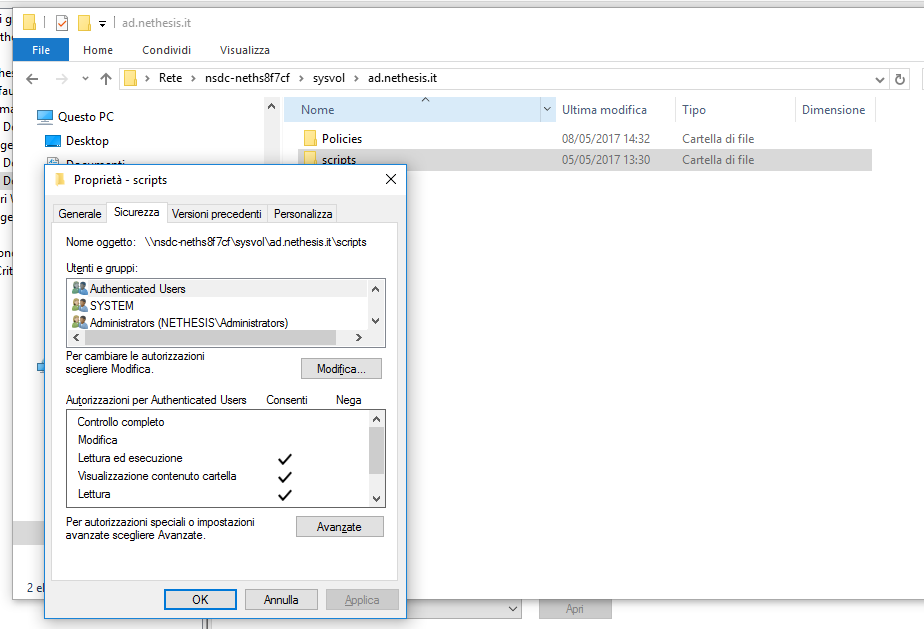 ad.nethesis.it
File Home Condividi Visualizza
Rete > nsdc-neths8f7cf > sysvol > ad.nethesis.it
Nome Ultima modifica Tipo Dimensione
Questo PC
Desktop
Documenti
Policies 08/05/2017 14:32 Cartella di file
scripts 05/05/2017 13:30 Cartella di file
Proprietà - scripts
Generale Sicurezza Versioni precedenti Personalizza
Nome oggetto: \\nsdc-neths8f7cf\sysvol\ad.nethesis.it\scripts
Utenti e gruppi:
Authenticated Users
SYSTEM
Administrators (NETHESIS\Administrators)
Per cambiare le autorizzazioni
scegliere Modifica.
Modifica...
Autorizzazioni per Authenticated Users Consenti Nega
Controllo completo
Modifica
Lettura ed esecuzione
Visualizzazione contenuto cartella
Lettura
Per autorizzazioni speciali o impostazioni
avanzate scegliere Avanzate.
Avanzate
OK Annulla Applica
2 el
Apri